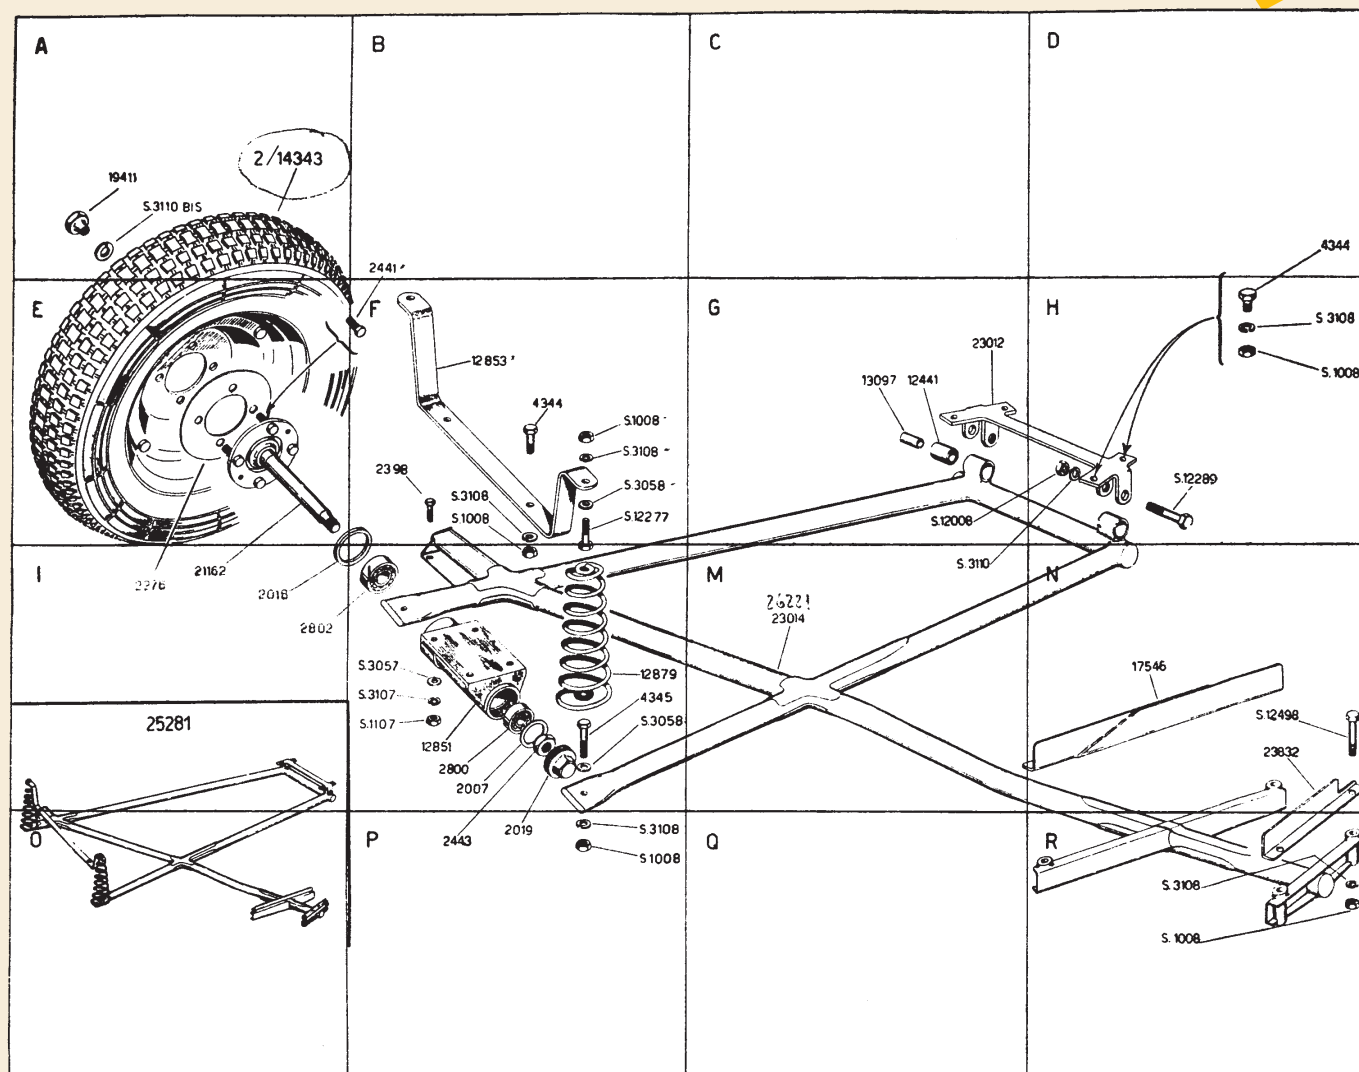 A
B
C
D
2/14343
19411
S.3110 BIS
4344
2441
E
F
G
H
S 3108
23012
12853
S.1008
13097 12441
4344
S.1008
S.3108
2398
S.3108
S.3058
S.12289
S.1008
S.12277
S.12008
S.3110
I
M
N
2376
21162
2018
2802
26221
23014
S.3057
12879
17546
S.3107
4345
25281
S.1107
S.3058
S.12498
12851
23832
2800
2007
O
P
2443
2019
S.3108
Q
R
S 1008
S.3108
S. 1008